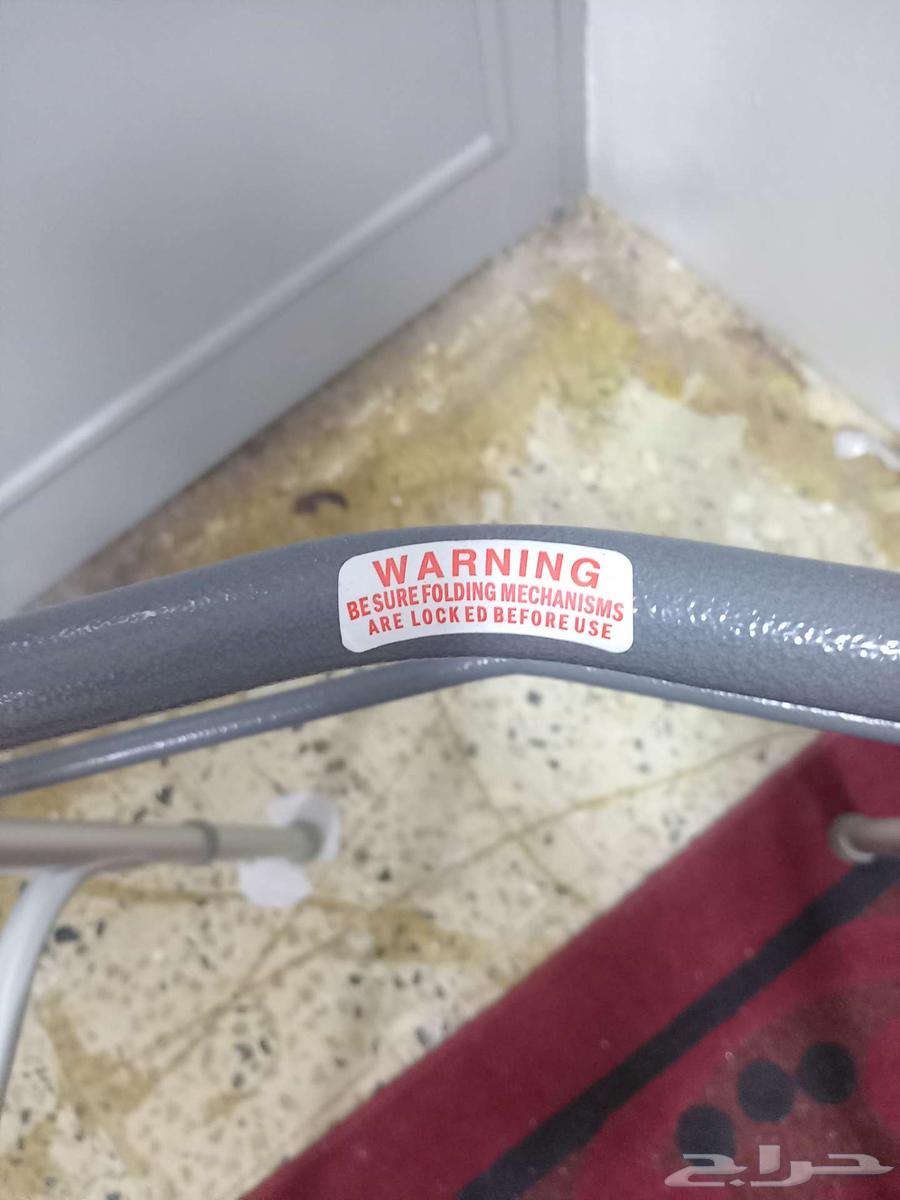 WARNING
BE SURE FOLDING MECHANISMS
ARE LOCKED BEFORE USE
حراج